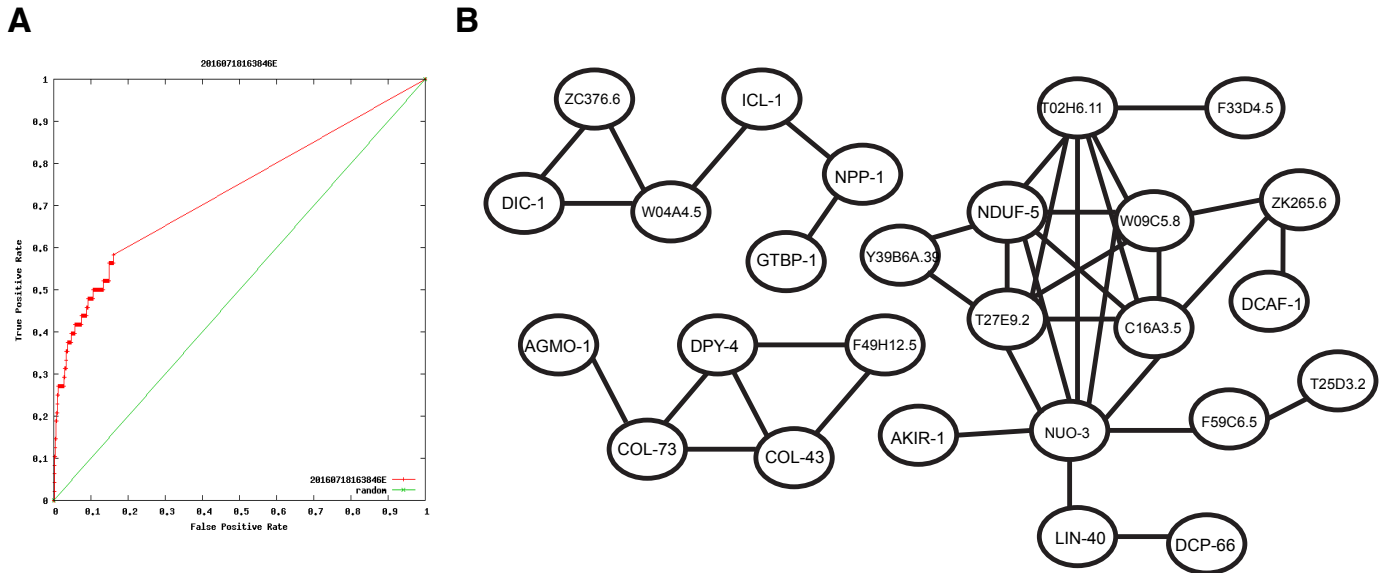 A
B
20160718163846E
True Positive Rate
1
0.9
0.8
0.7
0.6
0.5
0.4
0.3
0.2
0.1
0
0 0.1 0.2 0.3 0.4 0.5 0.6 0.7 0.8 0.9 1
False Positive Rate
20160718163846E
random
ZC376.6
ICL-1
DIC-1
W04A4.5
NPP-1
GTBP-1
AGMO-1
DPY-4
F49H12.5
COL-73
COL-43
T02H6.11
F33D4.5
NDUF-5
W09C5.8
ZK265.6
Y39B6A.39
T27E9.2
C16A3.5
DCAF-1
T25D3.2
AKIR-1
NUO-3
F59C6.5
LIN-40
DCP-66